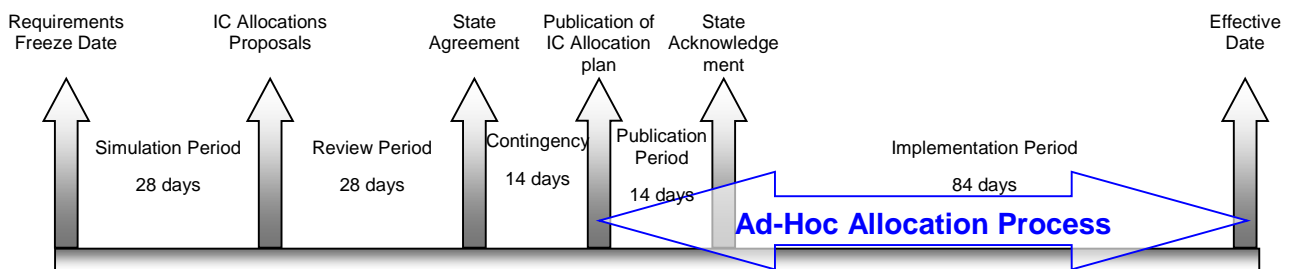 Requirements
Freeze Date
IC Allocations
Proposals
State
Agreement
Publication of
IC Allocation
plan
State
Acknowledge
ment
Effective
Date
Simulation Period
28 days
Review Period
28 days
Contingency
14 days
Publication
Period
14 days
Implementation Period
84 days
Ad-Hoc Allocation Process